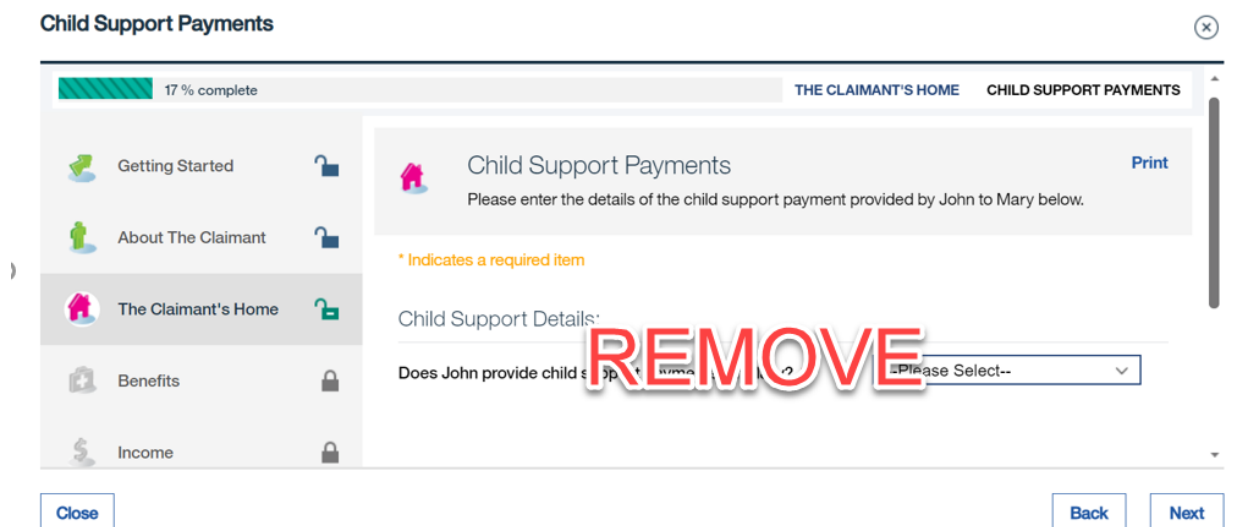 Child Support Payments
17 % complete
THE CLAIMANT'S HOME CHILD SUPPORT PAYMENTS
Getting Started
About The Claimant
The Claimant's Home
Benefits
Income
Child Support Payments
Print
Please enter the details of the child support payment provided by John to Mary below.
* Indicates a required item
Child Support Details:
Does John provide child support
--Please Select--
REMOVE
Close
Back
Next